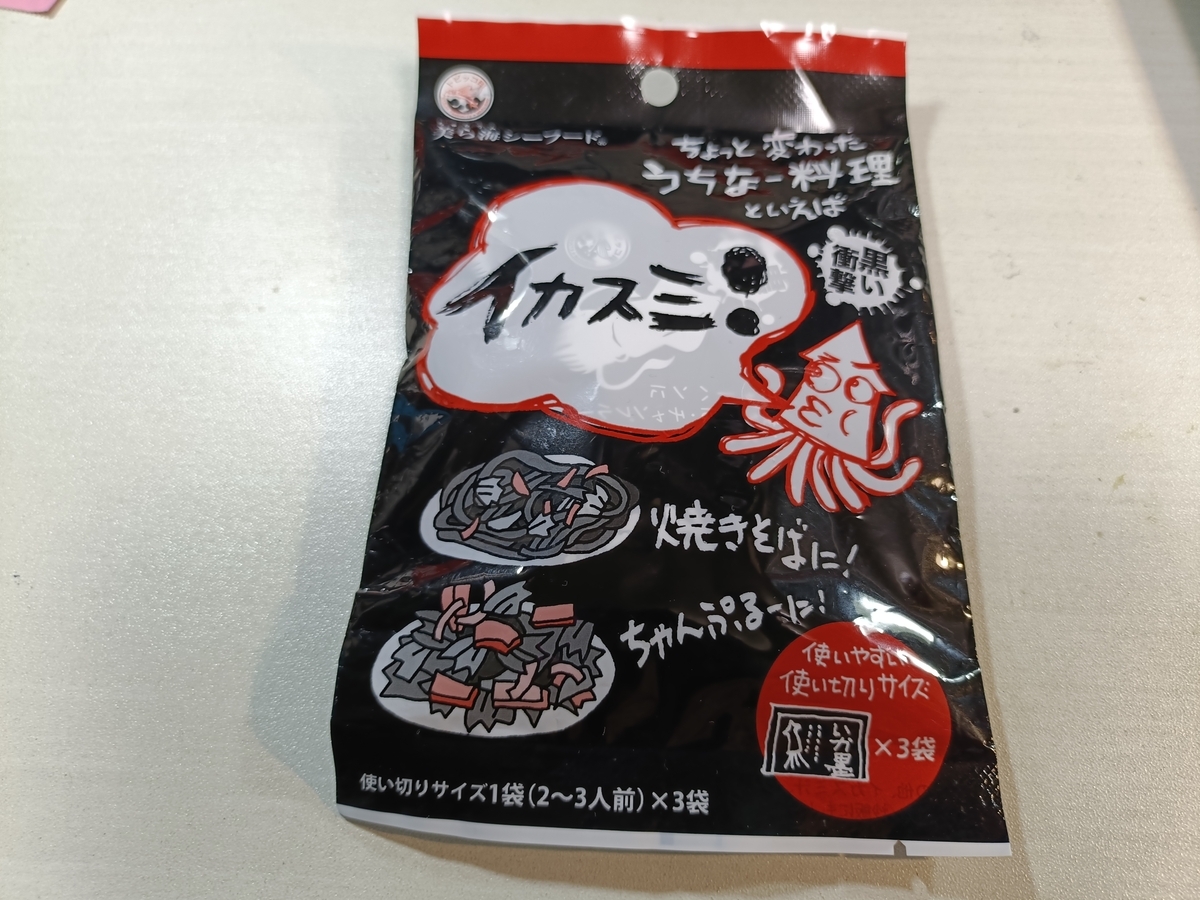 美ら海シーフード®
ちょっと変わった
うちなー料理
といえば
イカスミ!
黒い
衝撃
焼きそばに!
ちゃんぷるーに!
使いやすい
使い切りサイズ
いか墨
×3袋
使い切りサイズ1袋(2〜3人前)×3袋